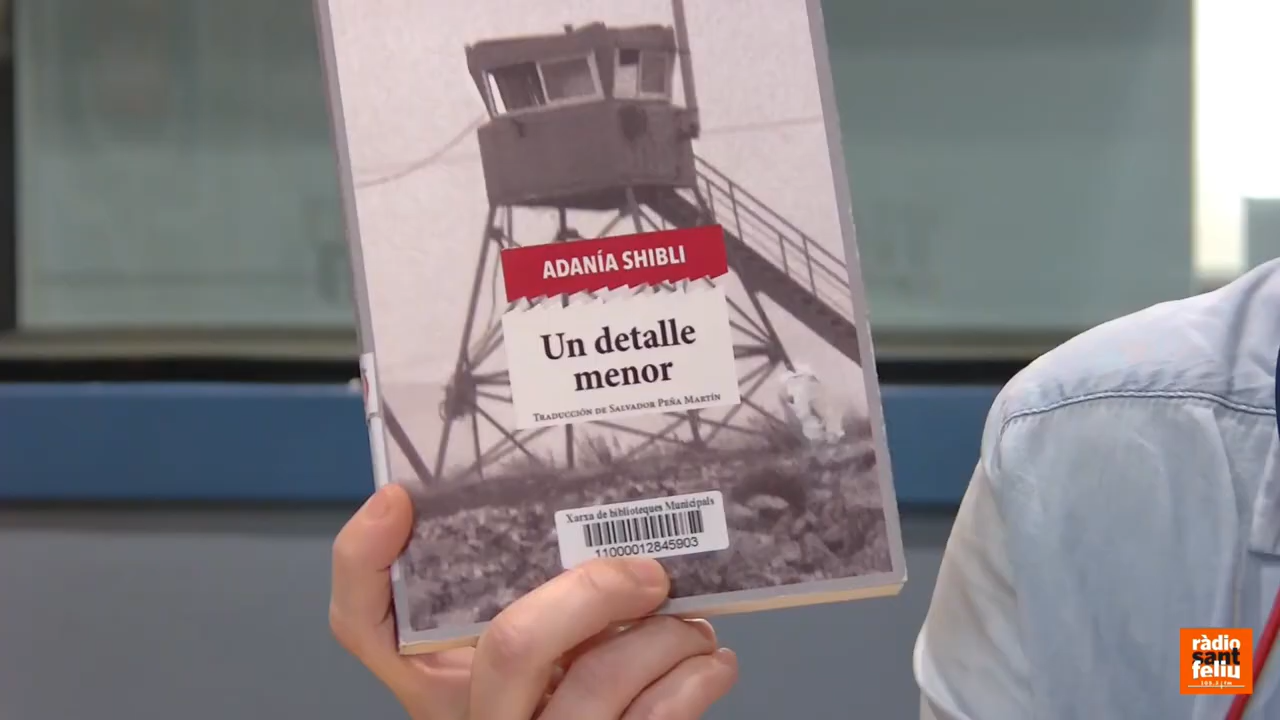 ADANÍA SHIBLI
Un detalle
menor
TRADUCCIÓN DE SALVADOR PEÑA MARTÍN
Xarxa de biblioteques Municipals
11000012845903
ràdio
sant
feliu